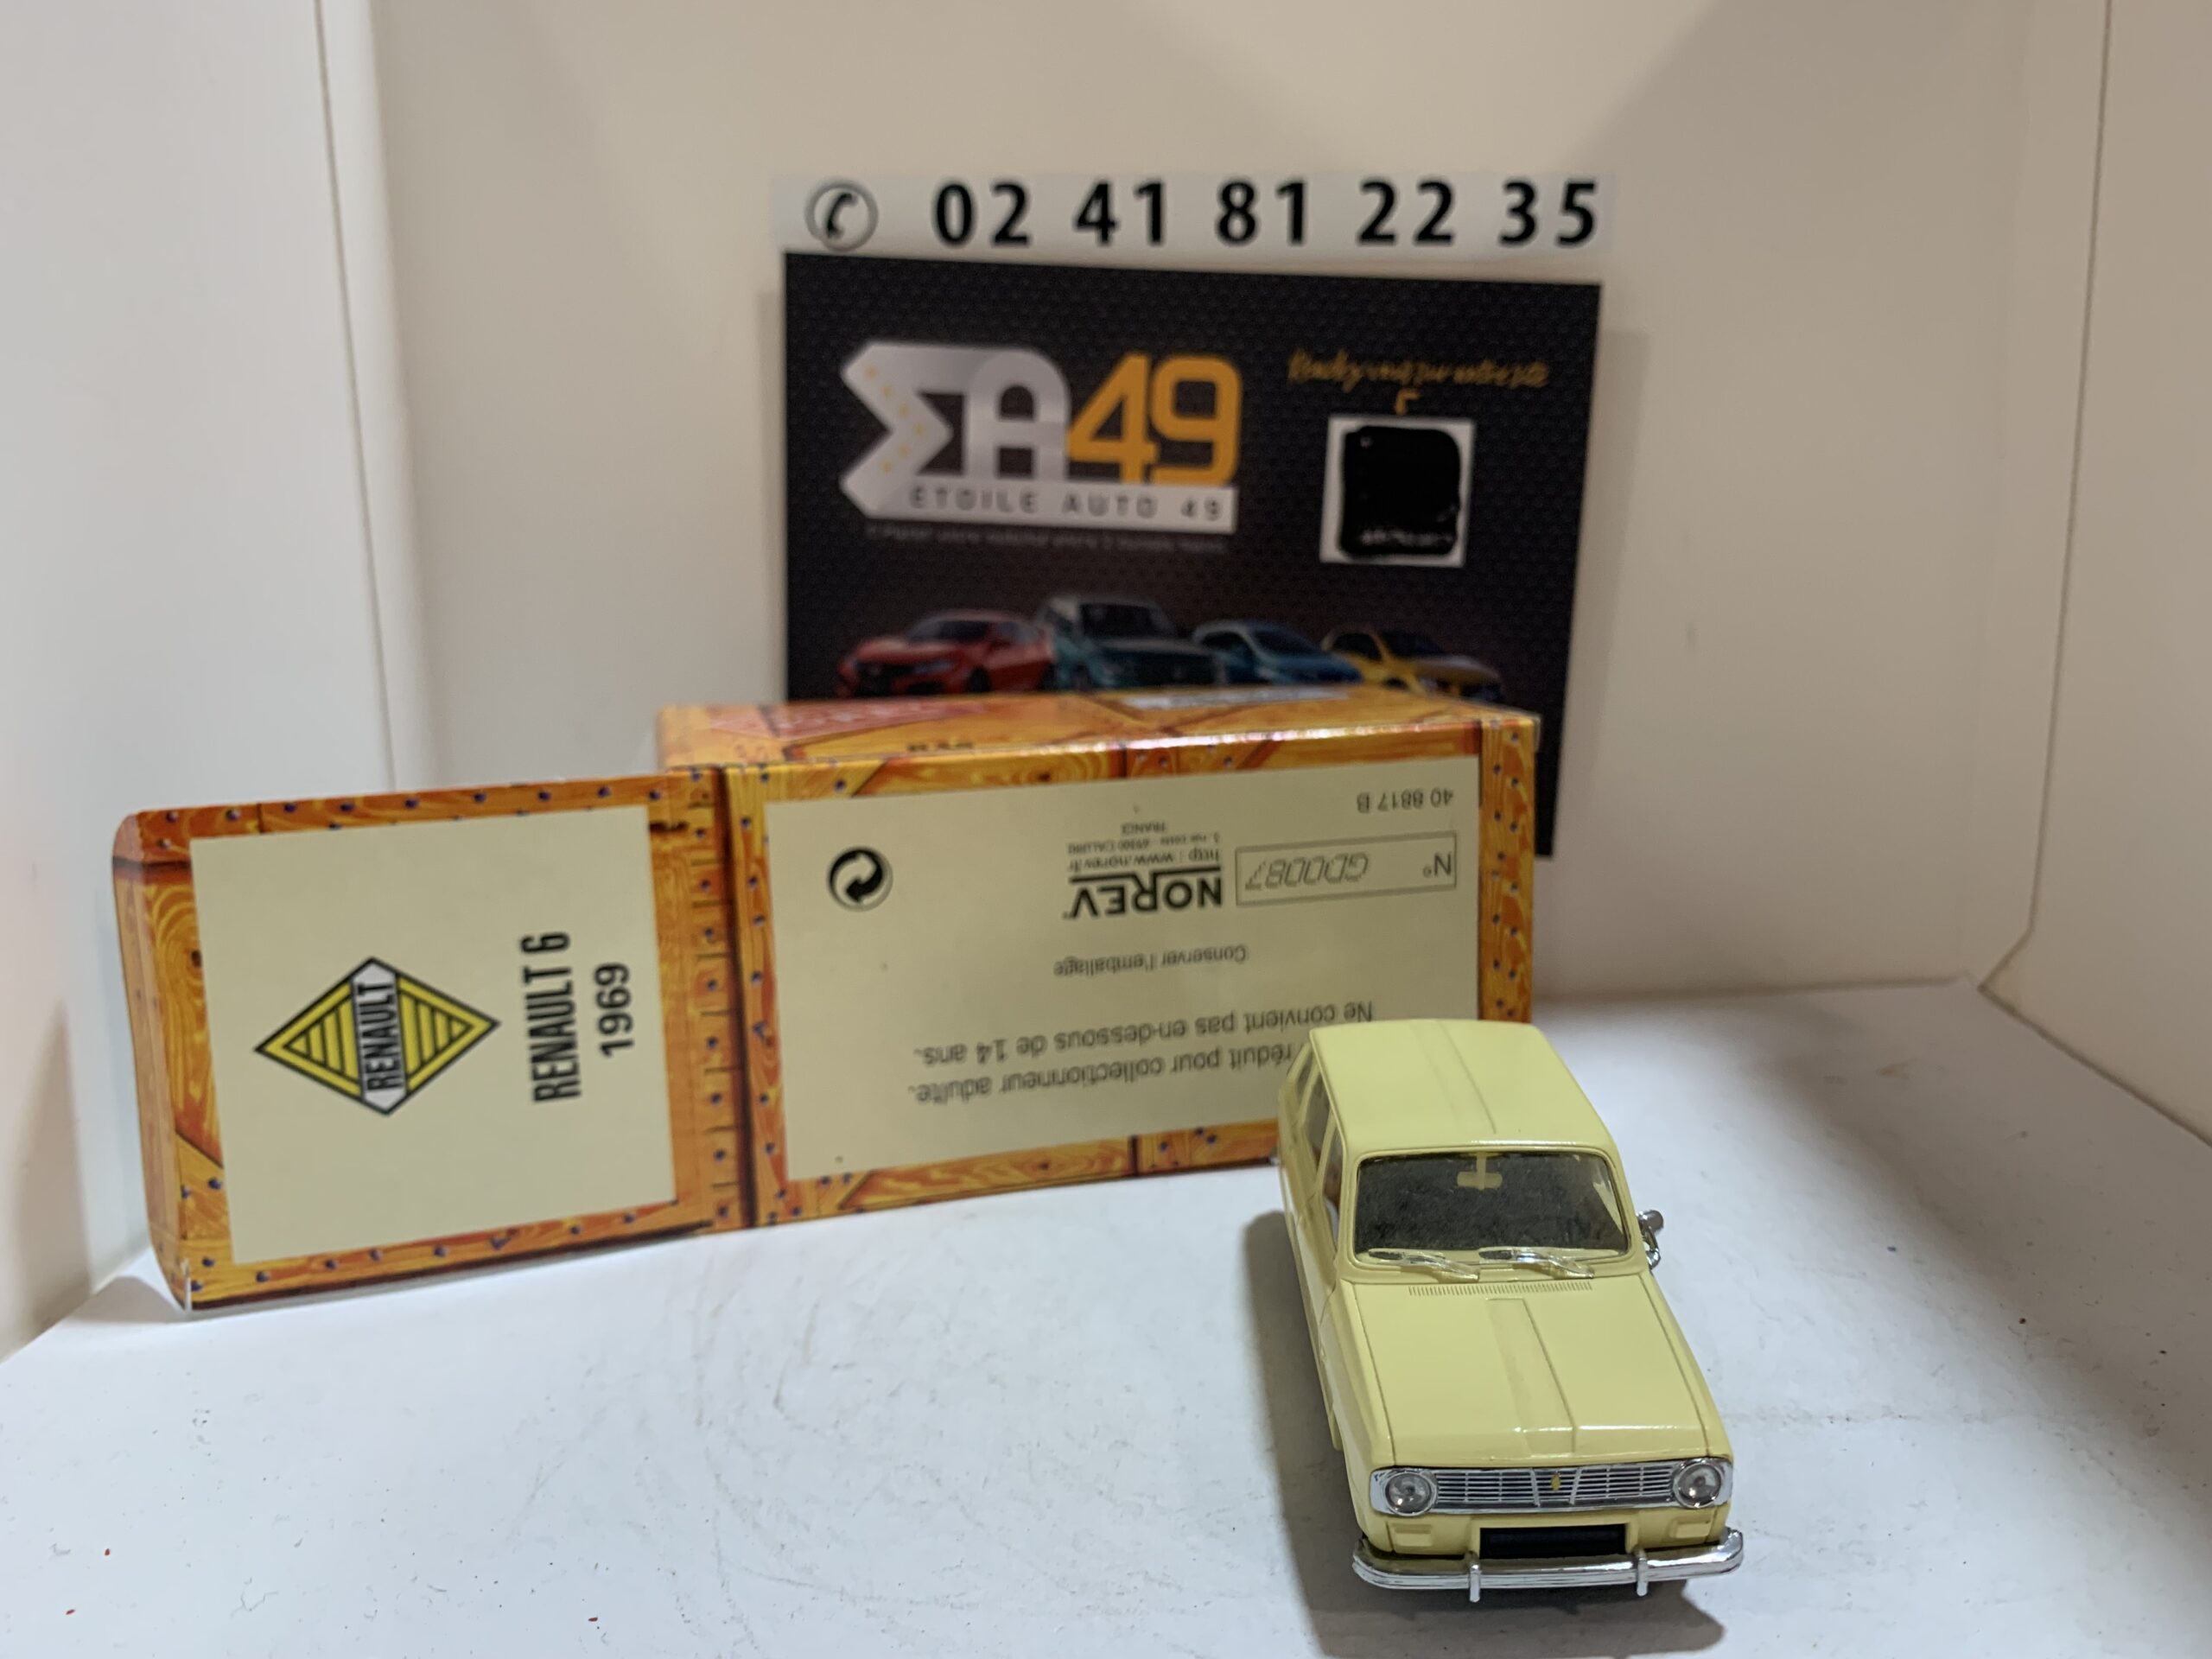 02 41 81 22 35
EA49
ETOILE AUTO 49
RENAULT
RENAULT 6
1969
réduit pour collectionneur adulte.
Ne convient pas en-dessous de 14 ans.
Conserver l'emballage
NOREV
http : www.norev.fr
FRANCE
N° GD0087
40 8817 B